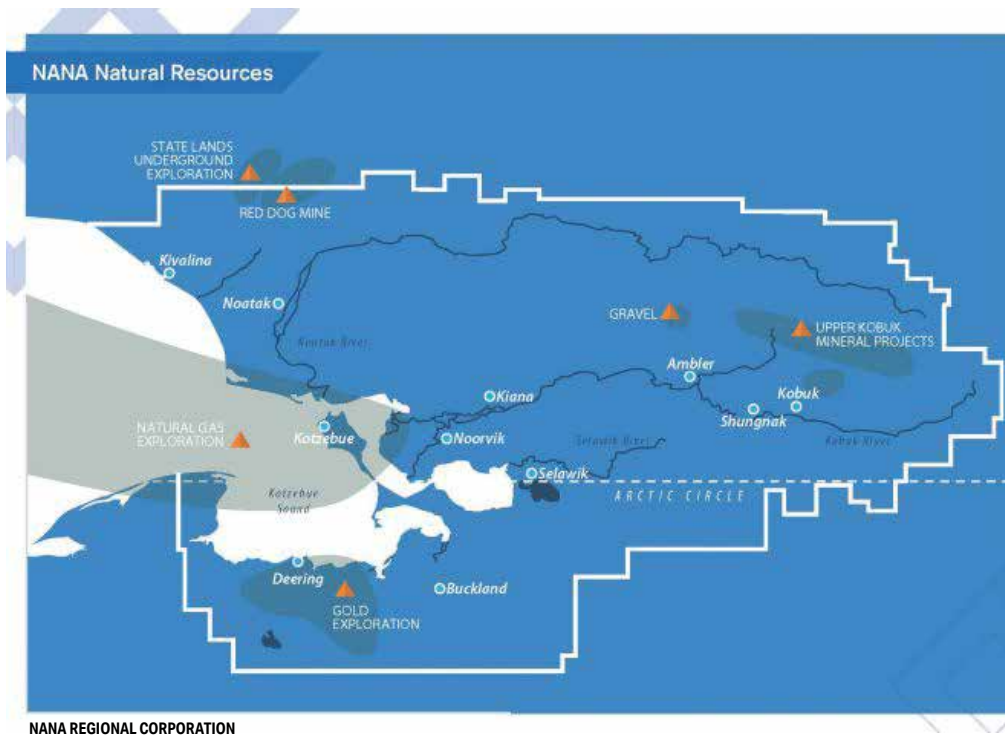 NANA Natural Resources
STATE LANDS
UNDERGROUND
EXPLORATION
RED DOG MINE
Kivalina
Noatak
Noatak River
GRAVEL
UPPER KOBUK
MINERAL PROJECTS
Ambler
Kiana
Kobuk
Shungnak
NATURAL GAS
EXPLORATION
Kotzebue
Noorvik
Selawik River
Kobuk River
Selawik
Kotzebue
Sound
ARCTIC CIRCLE
Deering
Buckland
GOLD
EXPLORATION
NANA REGIONAL CORPORATION